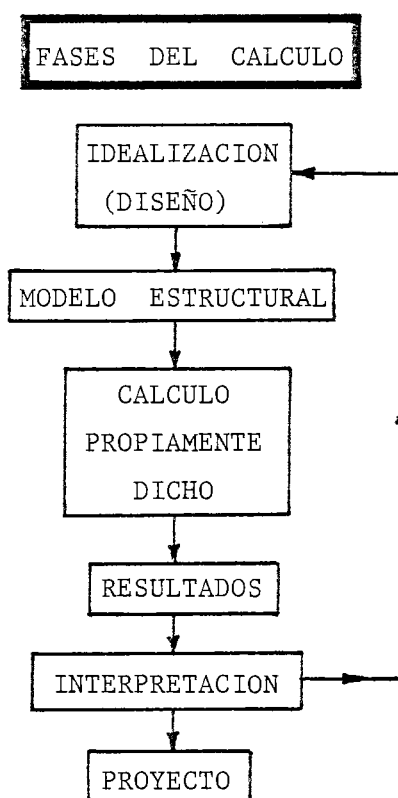 FASES DEL CALCULO
IDEALIZACION
(DISEÑO)
MODELO ESTRUCTURAL
CALCULO
PROPIAMENTE
DICHO
RESULTADOS
INTERPRETACION
PROYECTO